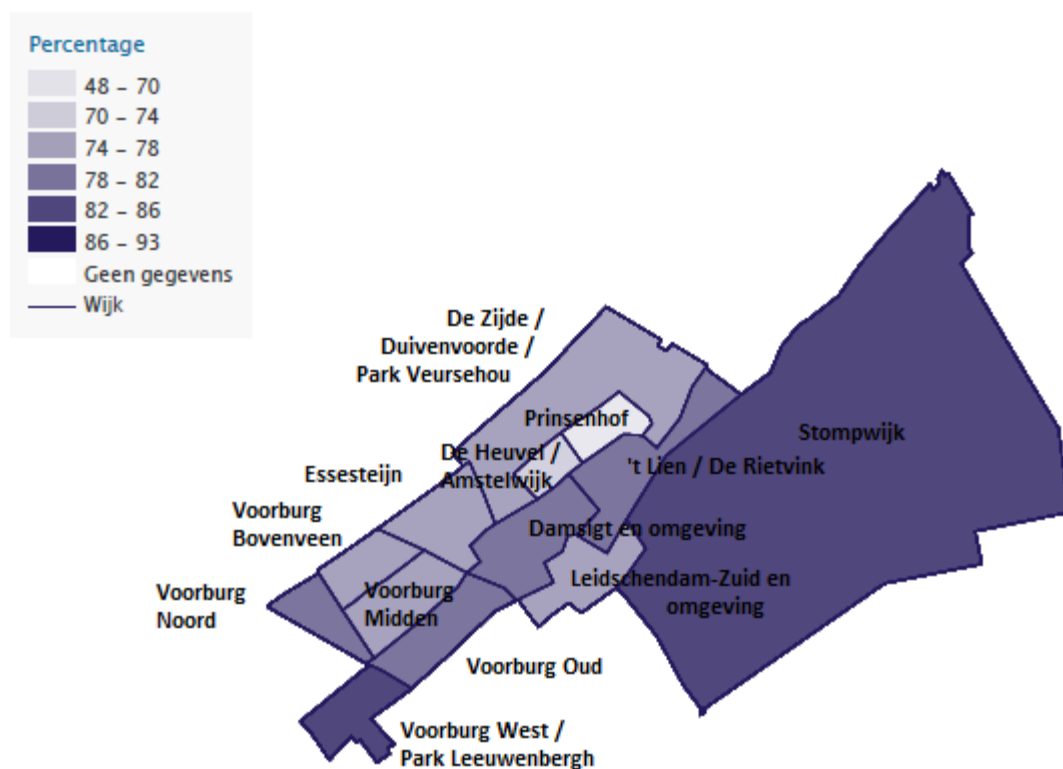 Percentage
48 – 70
70 – 74
74 – 78
78 – 82
82 – 86
86 – 93
Geen gegevens
Wijk
De Zijde /
Duivenvoorde /
Park Veursehou
Prinsenhof
De Heuvel /
Amstelwijk
Stompwijk
't Lien / De Rietvink
Essesteijn
Voorburg
Bovenveen
Damsigt en omgeving
Leidschendam-Zuid en
omgeving
Voorburg
Noord
Voorburg
Midden
Voorburg Oud
Voorburg West /
Park Leeuwenbergh